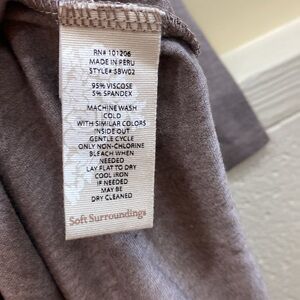 RN# 101206
MADE IN PERU
STYLE# SBW02
95% VISCOSE
5% SPANDEX
MACHINE WASH
COLD
WITH SIMILAR COLORS
INSIDE OUT
GENTLE CYCLE
ONLY NON-CHLORINE
BLEACH WHEN
NEEDED
LAY FLAT TO DRY
COOL IRON
IF NEEDED
MAY BE
DRY CLEANED
Soft Surroundings